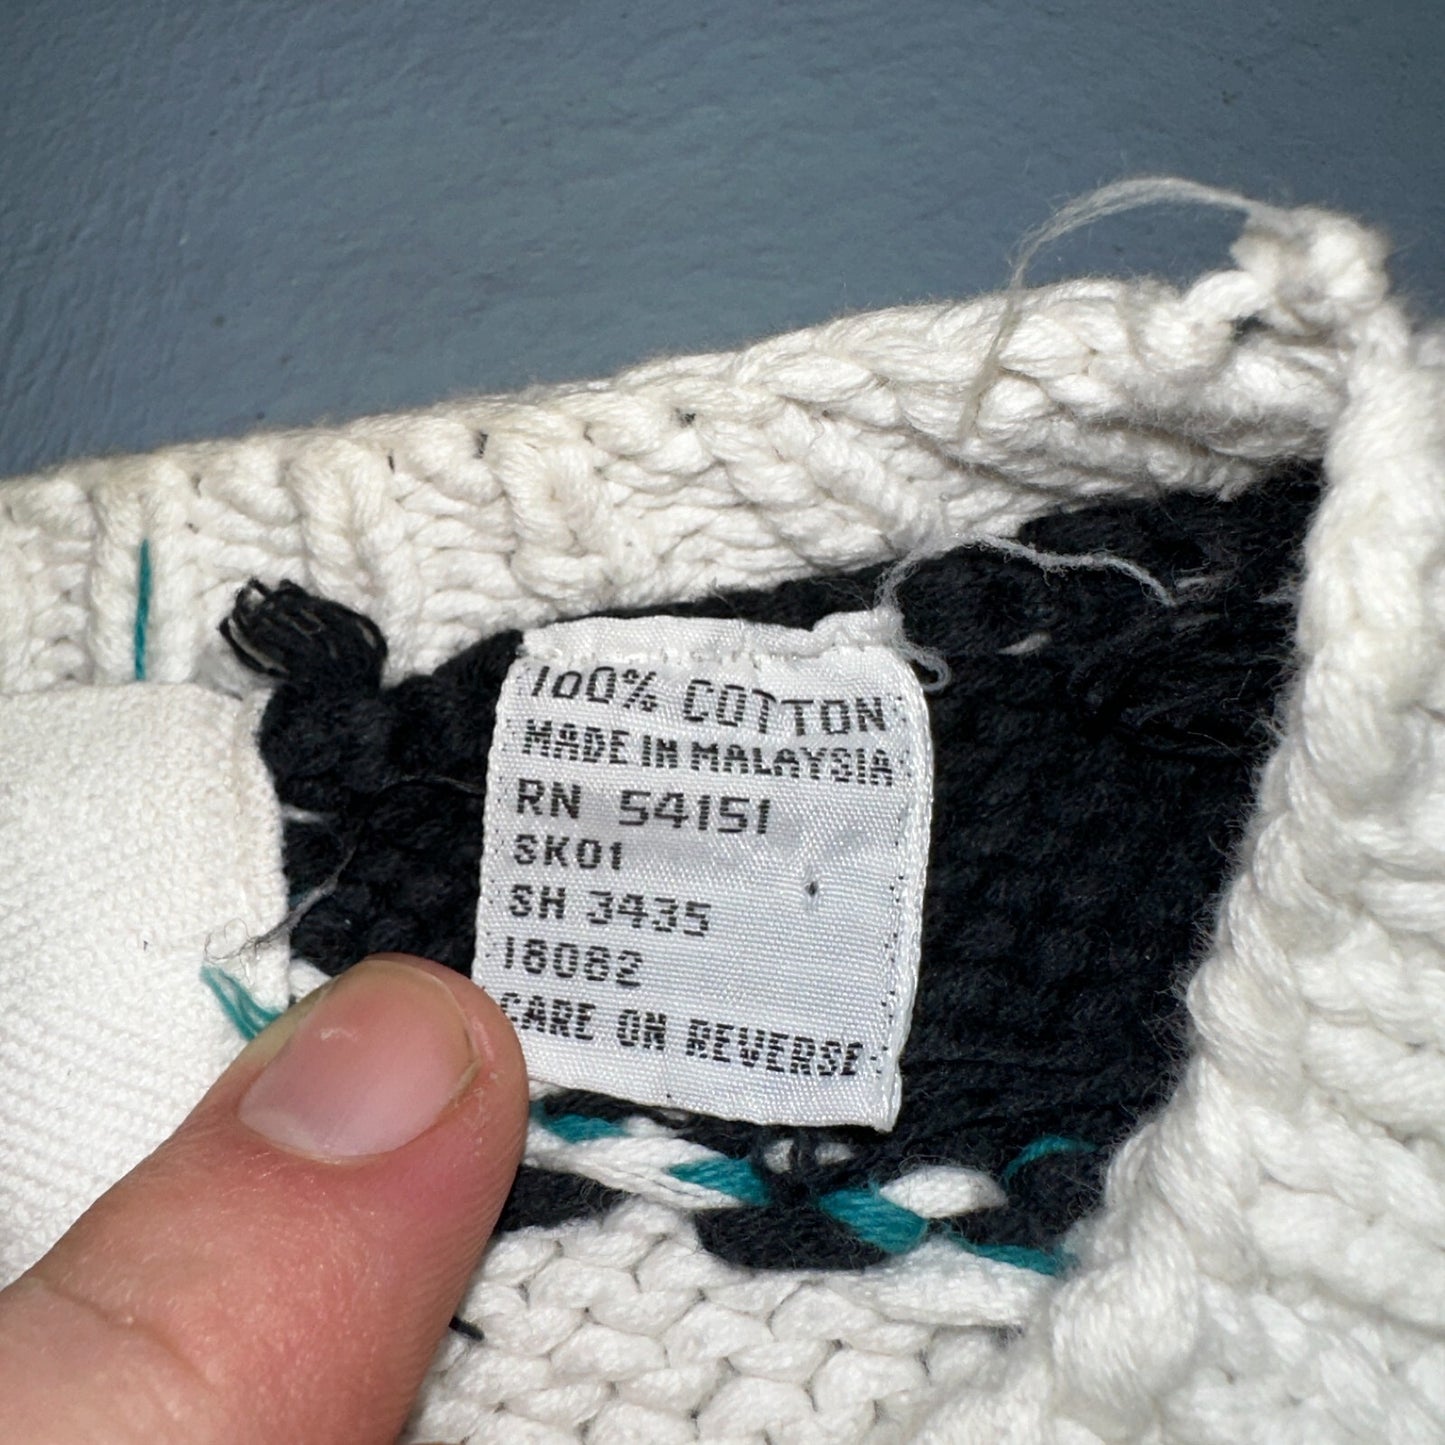 100% COTTON
MADE IN MALAYSIA
RN 54151
SK01
SH 3435
18082
CARE ON REVERSE